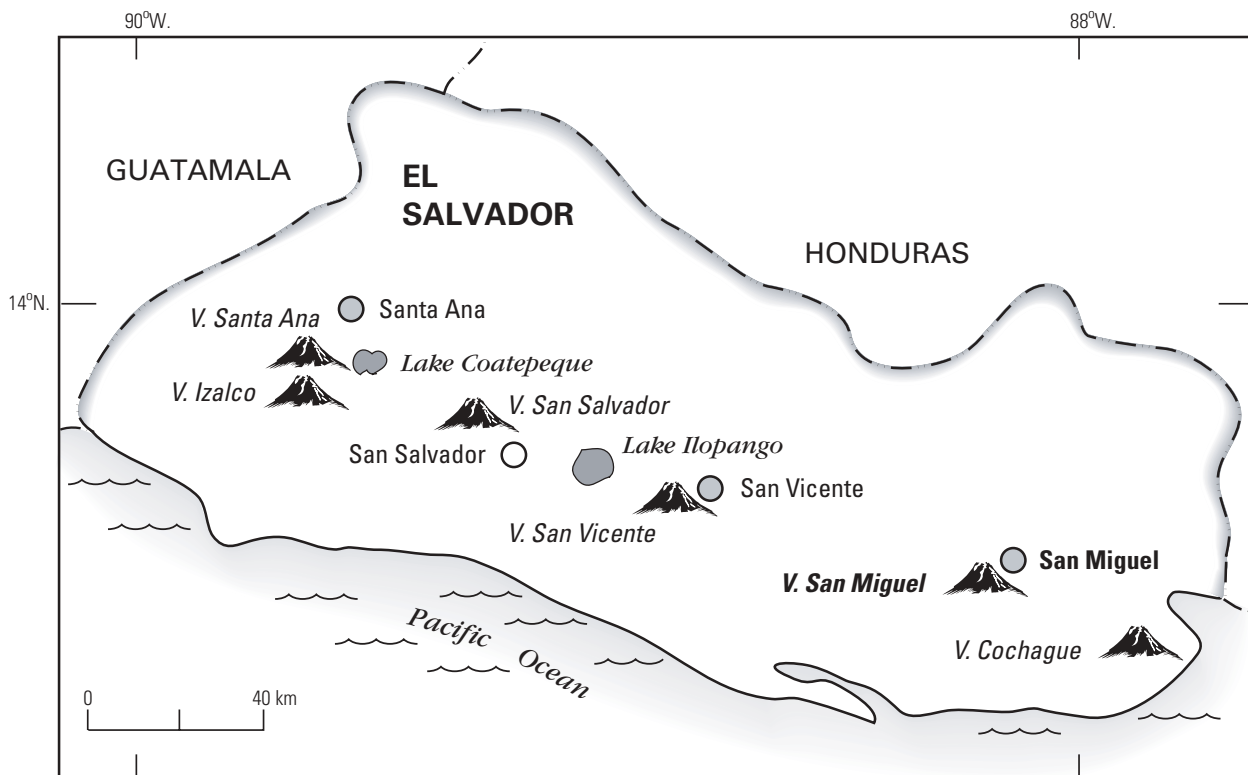 90°W.
88°W.
GUATAMALA
EL
SALVADOR
HONDURAS
14°N.
V. Santa Ana
Santa Ana
Lake Coatepeque
V. Izalco
V. San Salvador
San Salvador
Lake Ilopango
San Vicente
V. San Vicente
San Miguel
V. San Miguel
Pacific
Ocean
V. Cochague
0
40 km